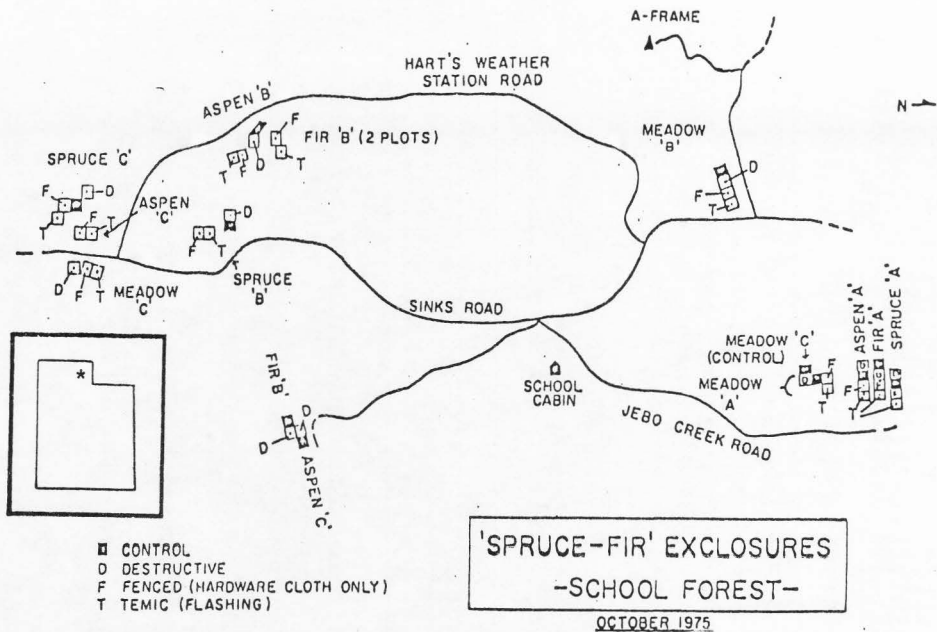 A-FRAME
HART'S WEATHER
STATION ROAD
N
ASPEN 'B'
F
FIR 'B' (2 PLOTS)
D
T F
T
MEADOW
'B'
D
F
T
SPRUCE 'C'
D
F
ASPEN
'C'
T
F T
D
F T
SPRUCE
'B'
D
F
T
MEADOW
'C'
SINKS ROAD
MEADOW 'C'
(CONTROL)
F
T
MEADOW
'A'
ASPEN 'A'
FIR 'A'
SPRUCE 'A'
F
T
SCHOOL
CABIN
JEBO CREEK ROAD
FIR 'B'
D
D
ASPEN 'C'
*
CONTROL
D DESTRUCTIVE
F FENCED (HARDWARE CLOTH ONLY)
T TEMIC (FLASHING)
'SPRUCE-FIR' EXCLOSURES
-SCHOOL FOREST-
OCTOBER 1975